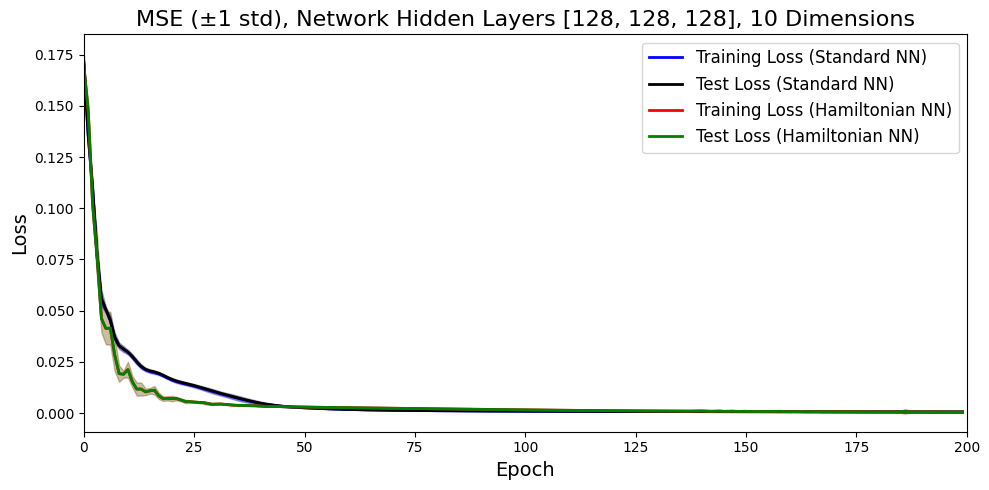 MSE (±1 std), Network Hidden Layers [128, 128, 128], 10 Dimensions
Training Loss (Standard NN)
Test Loss (Standard NN)
Training Loss (Hamiltonian NN)
Test Loss (Hamiltonian NN)
Loss
0.175
0.150
0.125
0.100
0.075
0.050
0.025
0.000
0 25 50 75 100 125 150 175 200
Epoch